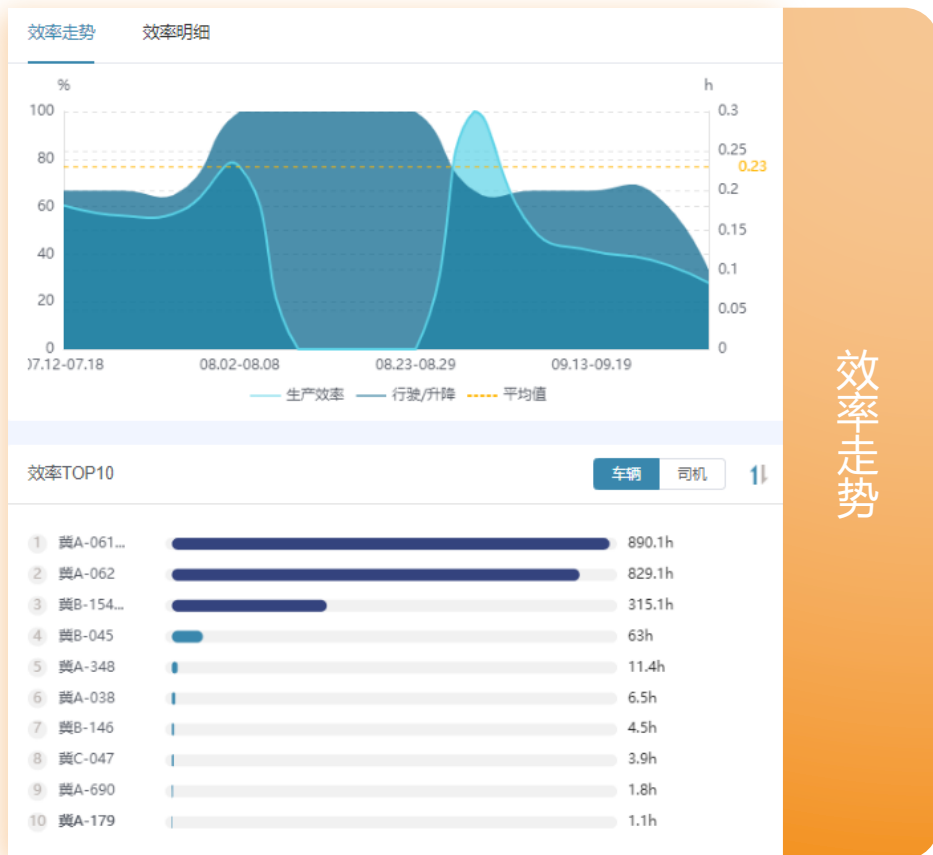 效率走势 效率明细
% h
100 0.3
80 0.25
0.23
60 0.2
40 0.15
20 0.1
0.05
0 0
07.12-07.18 08.02-08.08 08.23-08.29 09.13-09.19
生产效率 行驶/升降 平均值
效率TOP10 车辆 司机
1 冀A-061... 890.1h
2 冀A-062 829.1h
3 冀B-154... 315.1h
4 冀B-045 63h
5 冀A-348 11.4h
6 冀A-038 6.5h
7 冀B-146 4.5h
8 冀C-047 3.9h
9 冀A-690 1.8h
10 冀A-179 1.1h
效率走势